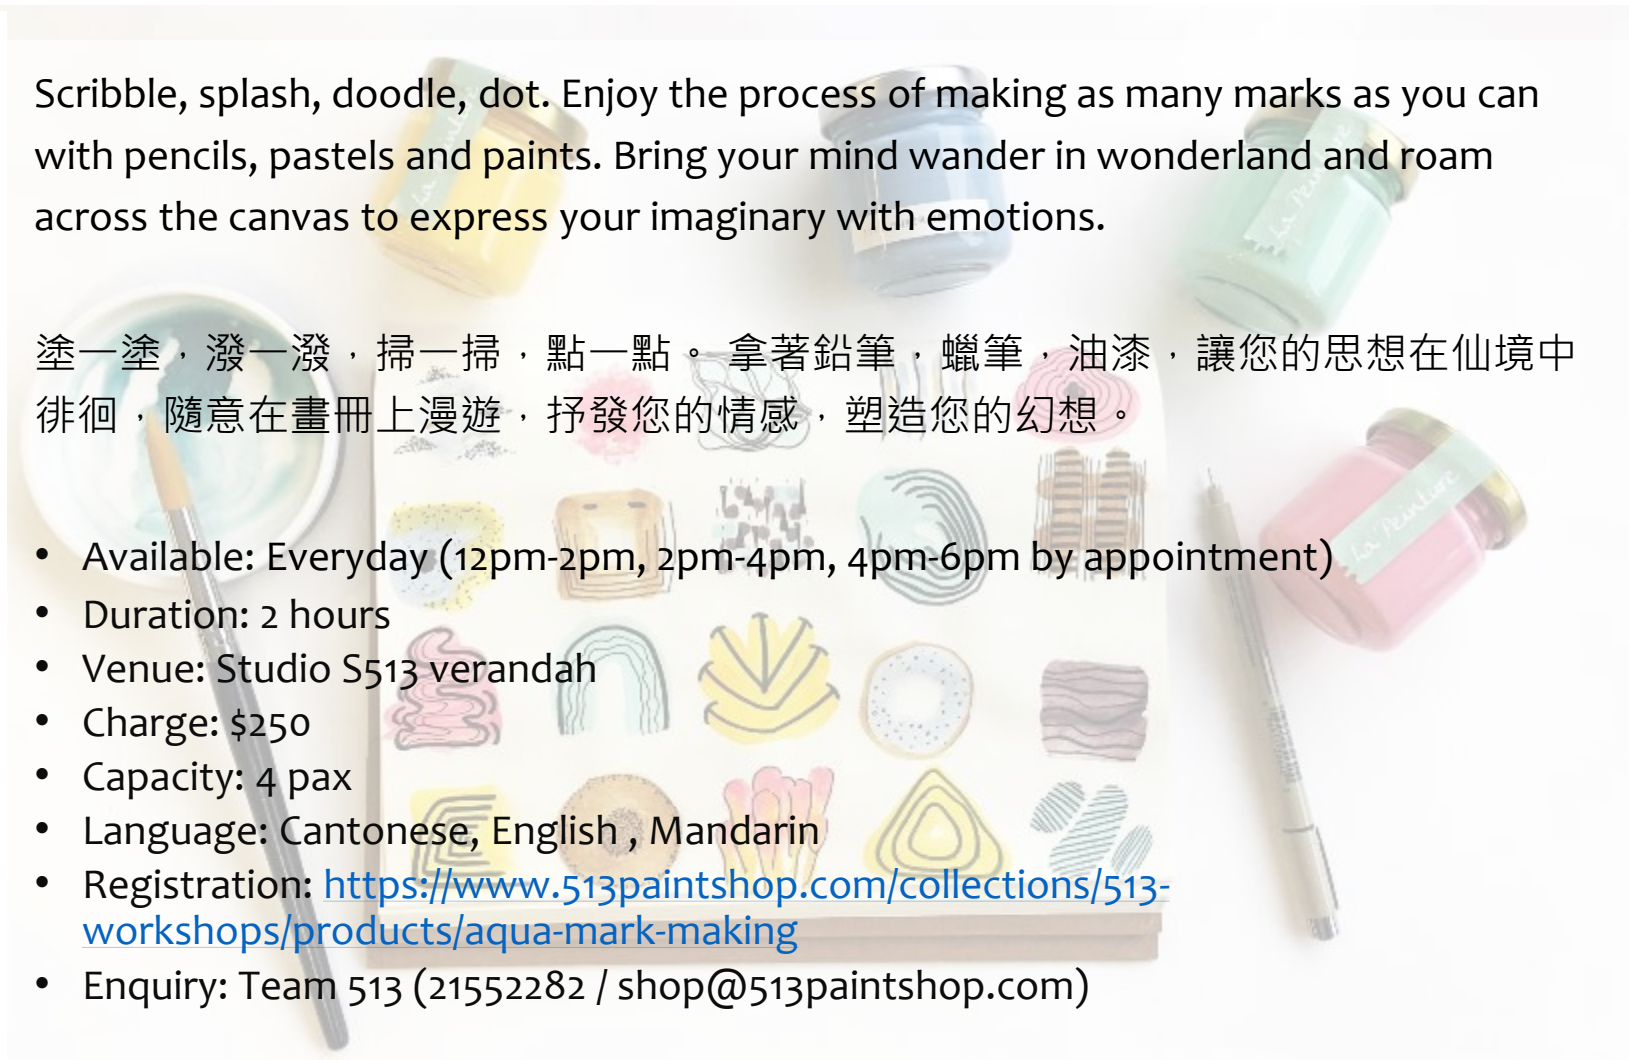 Scribble, splash, doodle, dot. Enjoy the process of making as many marks as you can
with pencils, pastels and paints. Bring your mind wander in wonderland and roam
across the canvas to express your imaginary with emotions.
塗一塗，潑一潑，掃一掃，點一點。 拿著鉛筆，蠟筆，油漆，讓您的思想在仙境中
徘徊，隨意在畫冊上漫遊，抒發您的情感，塑造您的幻想。
• Available: Everyday (12pm-2pm, 2pm-4pm, 4pm-6pm by appointment)
• Duration: 2 hours
• Venue: Studio S513 verandah
• Charge: $250
• Capacity: 4 pax
• Language: Cantonese, English , Mandarin
• Registration: https://www.513paintshop.com/collections/513-
workshops/products/aqua-mark-making
• Enquiry: Team 513 (21552282 / shop@513paintshop.com)
La Peinture